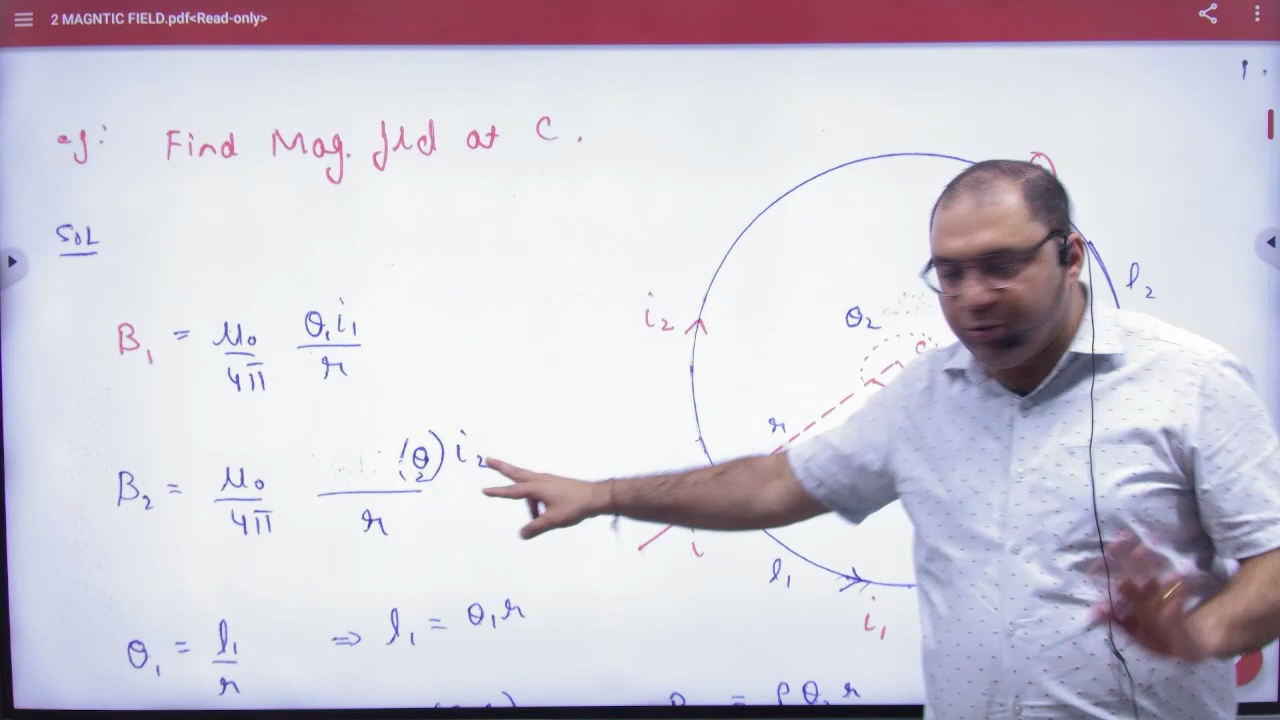 2 MAGNTIC FIELD.pdf<Read-only>
eg: Find Mag. fld at C.
SOL
B₁ = μ₀/4π θ₁i₁/r
B₂ = μ₀/4π (θ₂)i₂/r
θ₁ = l₁/r ⇒ l₁ = θ₁r
i₂
θ₂
l₂
C
r
i
l₁
i₁
= ρθ₁r